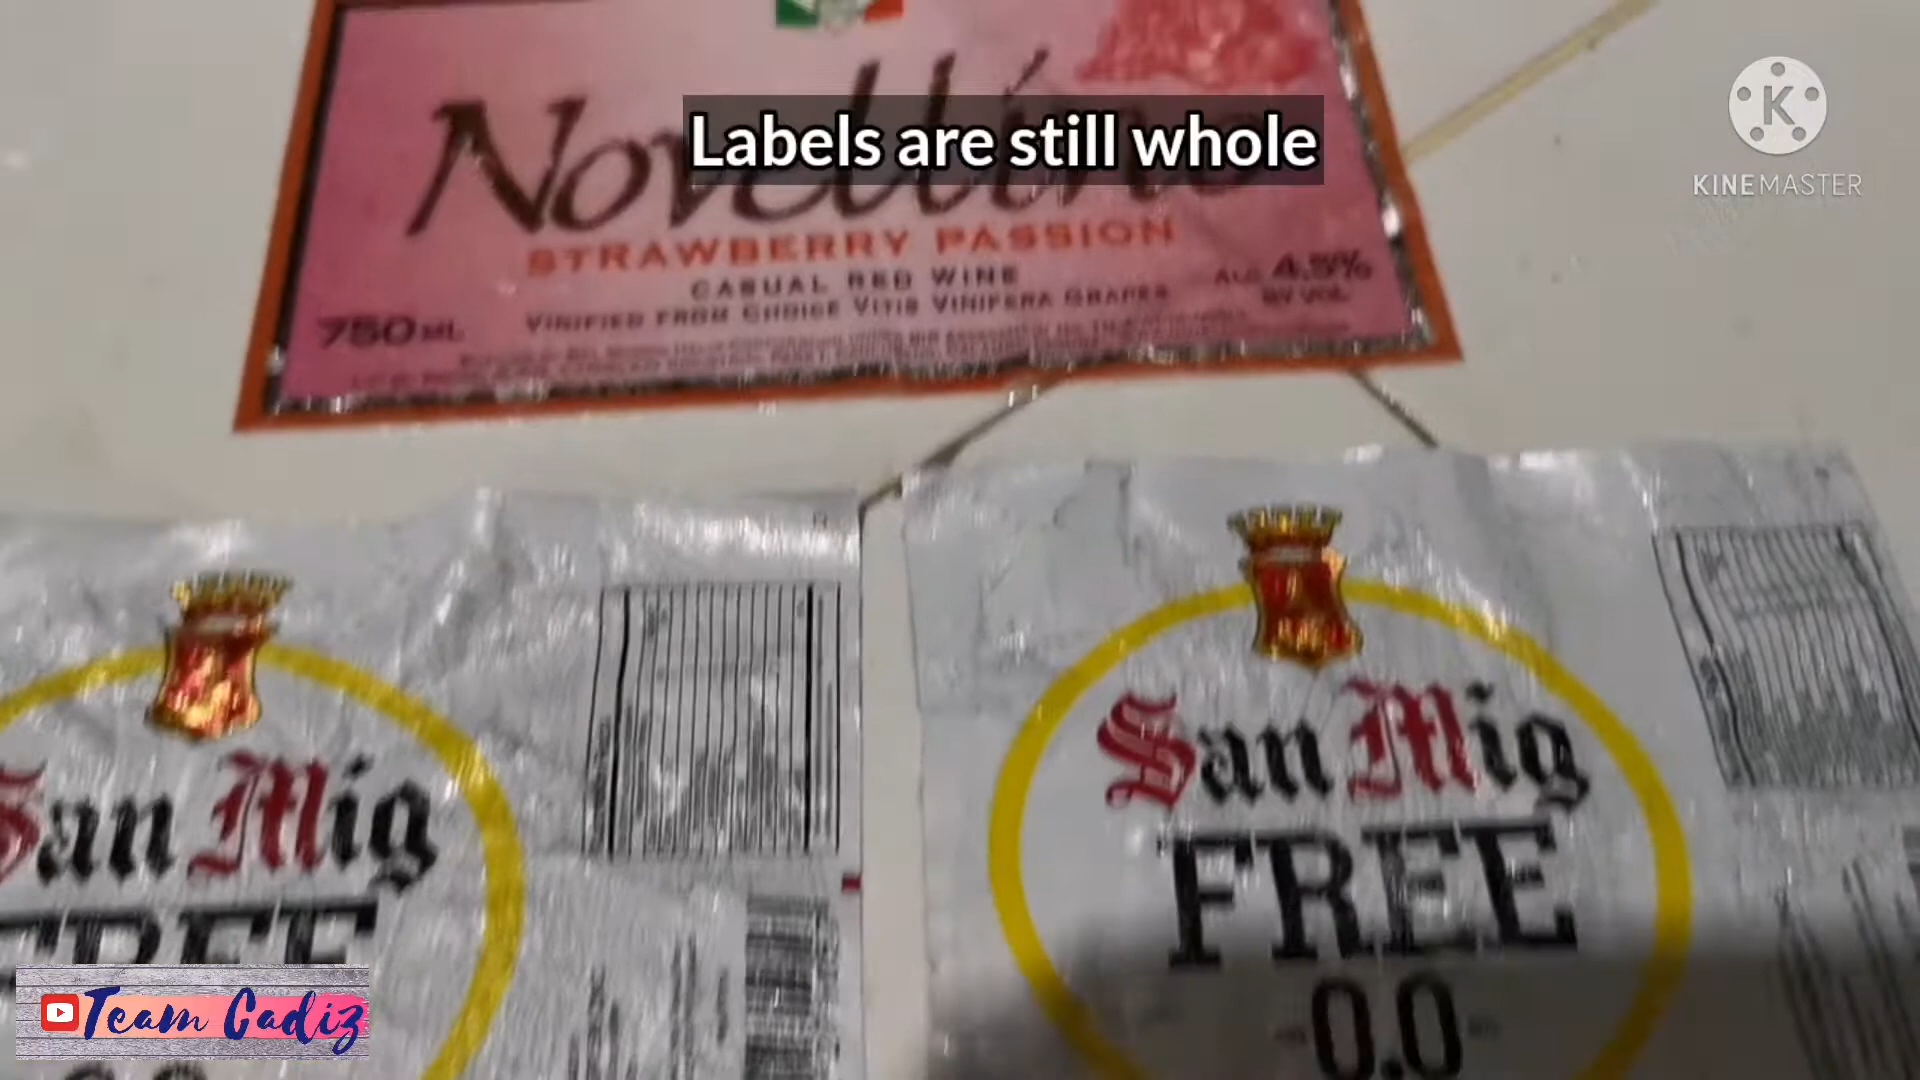 Novellino
Labels are still whole
STRAWBERRY PASSION
CASUAL RED WINE
VINIFIED FROM CHOICE VITIS VINIFERA GRAPES
ALC 4.5%
BY VOL
750 ML
K
KINEMASTER
San Mig
FREE
San Mig
FREE
0.0
Team Cadiz